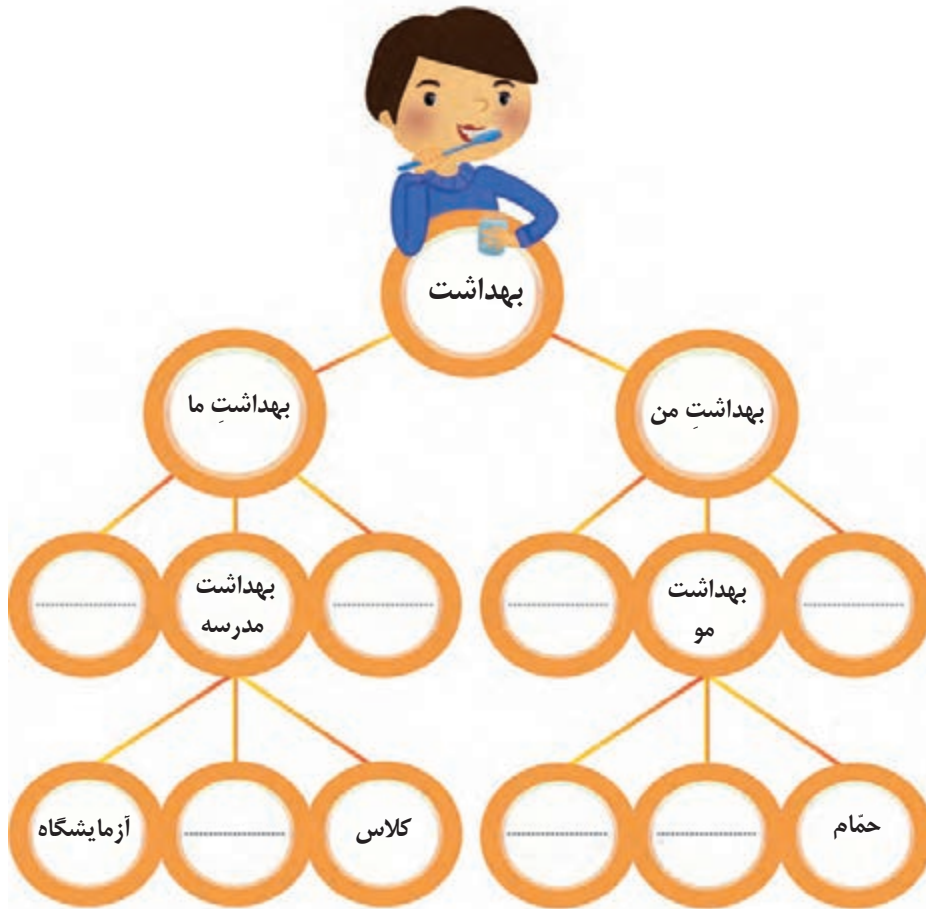 بهداشت
بهداشتِ من
بهداشتِ ما
بهداشت
مو
بهداشت
مدرسه
حمّام
کلاس
آزمایشگاه